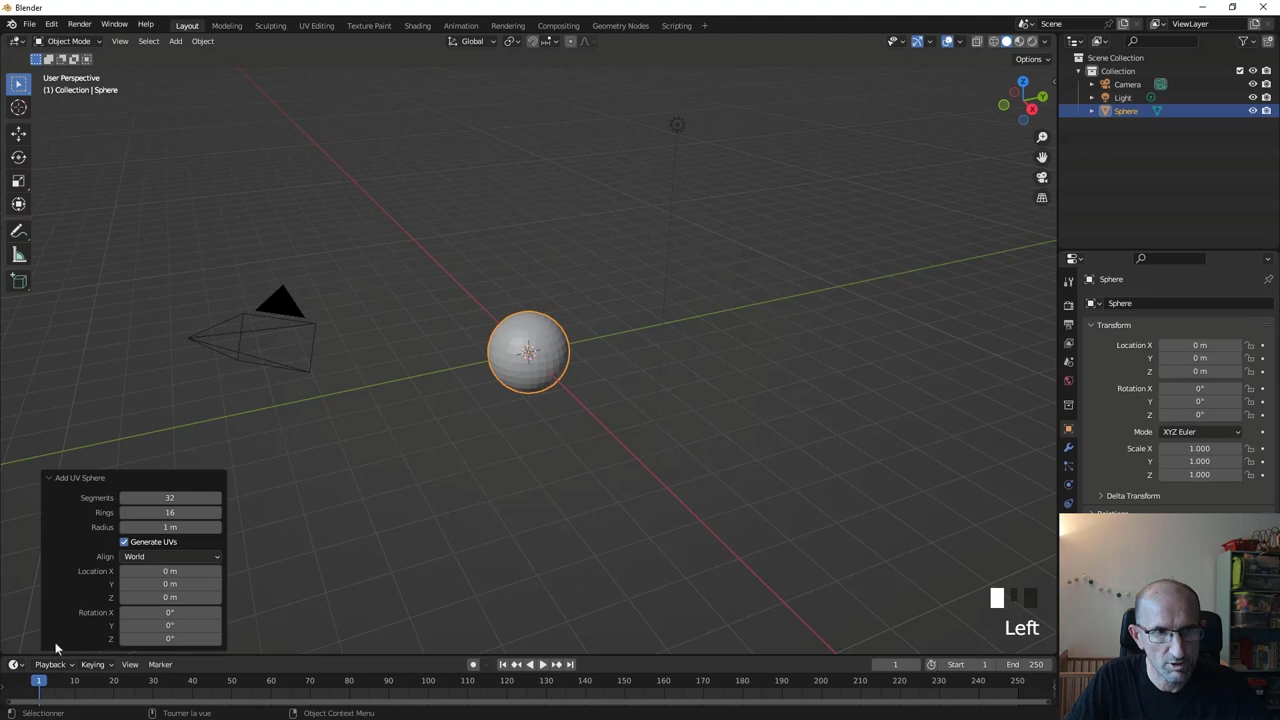 Blender
File Edit Render Window Help Layout Modeling Sculpting UV Editing Texture Paint Shading Animation Rendering Compositing Geometry Nodes Scripting + Scene ViewLayer
Object Mode View Select Add Object Global
Options
User Perspective
(1) Collection | Sphere
Z
Y
X
Scene Collection
Collection
Camera
Light
Sphere
Sphere
Sphere
Transform
Location X 0 m
Y 0 m
Z 0 m
Rotation X 0°
Y 0°
Z 0°
Mode XYZ Euler
Scale X 1.000
Y 1.000
Z 1.000
Delta Transform
Add UV Sphere
Segments 32
Rings 16
Radius 1 m
Generate UVs
Align World
Location X 0 m
Y 0 m
Z 0 m
Rotation X 0°
Y 0°
Z 0°
Left
Playback Keying View Marker 1 Start 1 End 250
1 10 20 30 40 50 60 70 80 90 100 110 120 130 140 150 160 170 180 190 200 210 220 230 240 250
Sélectionner Tourner la vue Object Context Menu